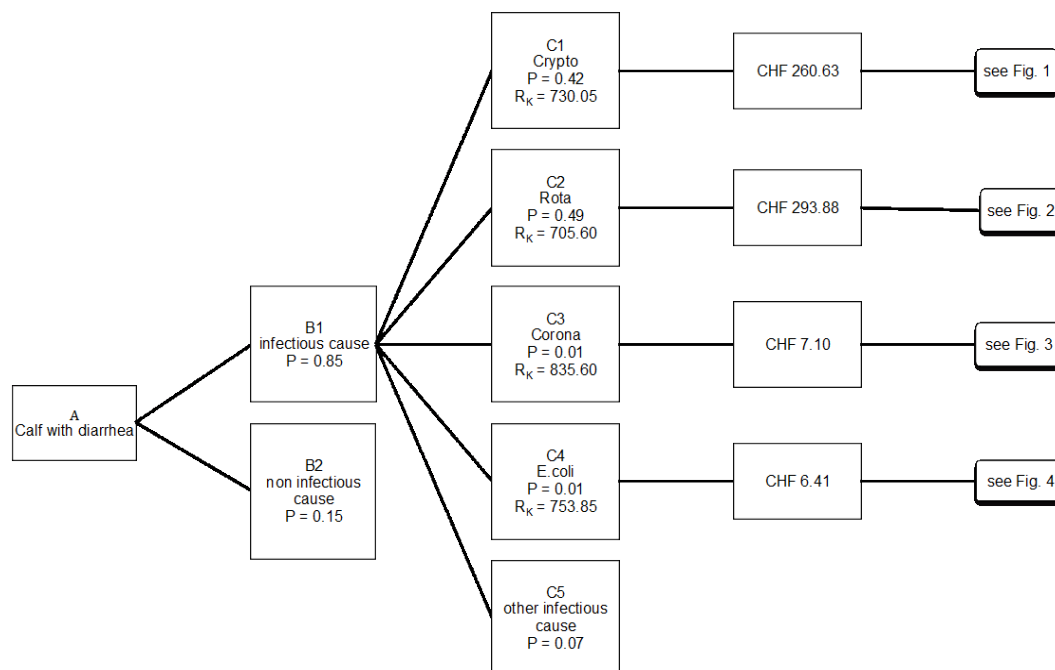 A
Calf with diarrhea
B1
infectious cause
P = 0.85
B2
non infectious
cause
P = 0.15
C1
Crypto
P = 0.42
RK = 730.05
CHF 260.63
see Fig. 1
C2
Rota
P = 0.49
RK = 705.60
CHF 293.88
see Fig. 2
C3
Corona
P = 0.01
RK = 835.60
CHF 7.10
see Fig. 3
C4
E.coli
P = 0.01
RK = 753.85
CHF 6.41
see Fig. 4
C5
other infectious
cause
P = 0.07